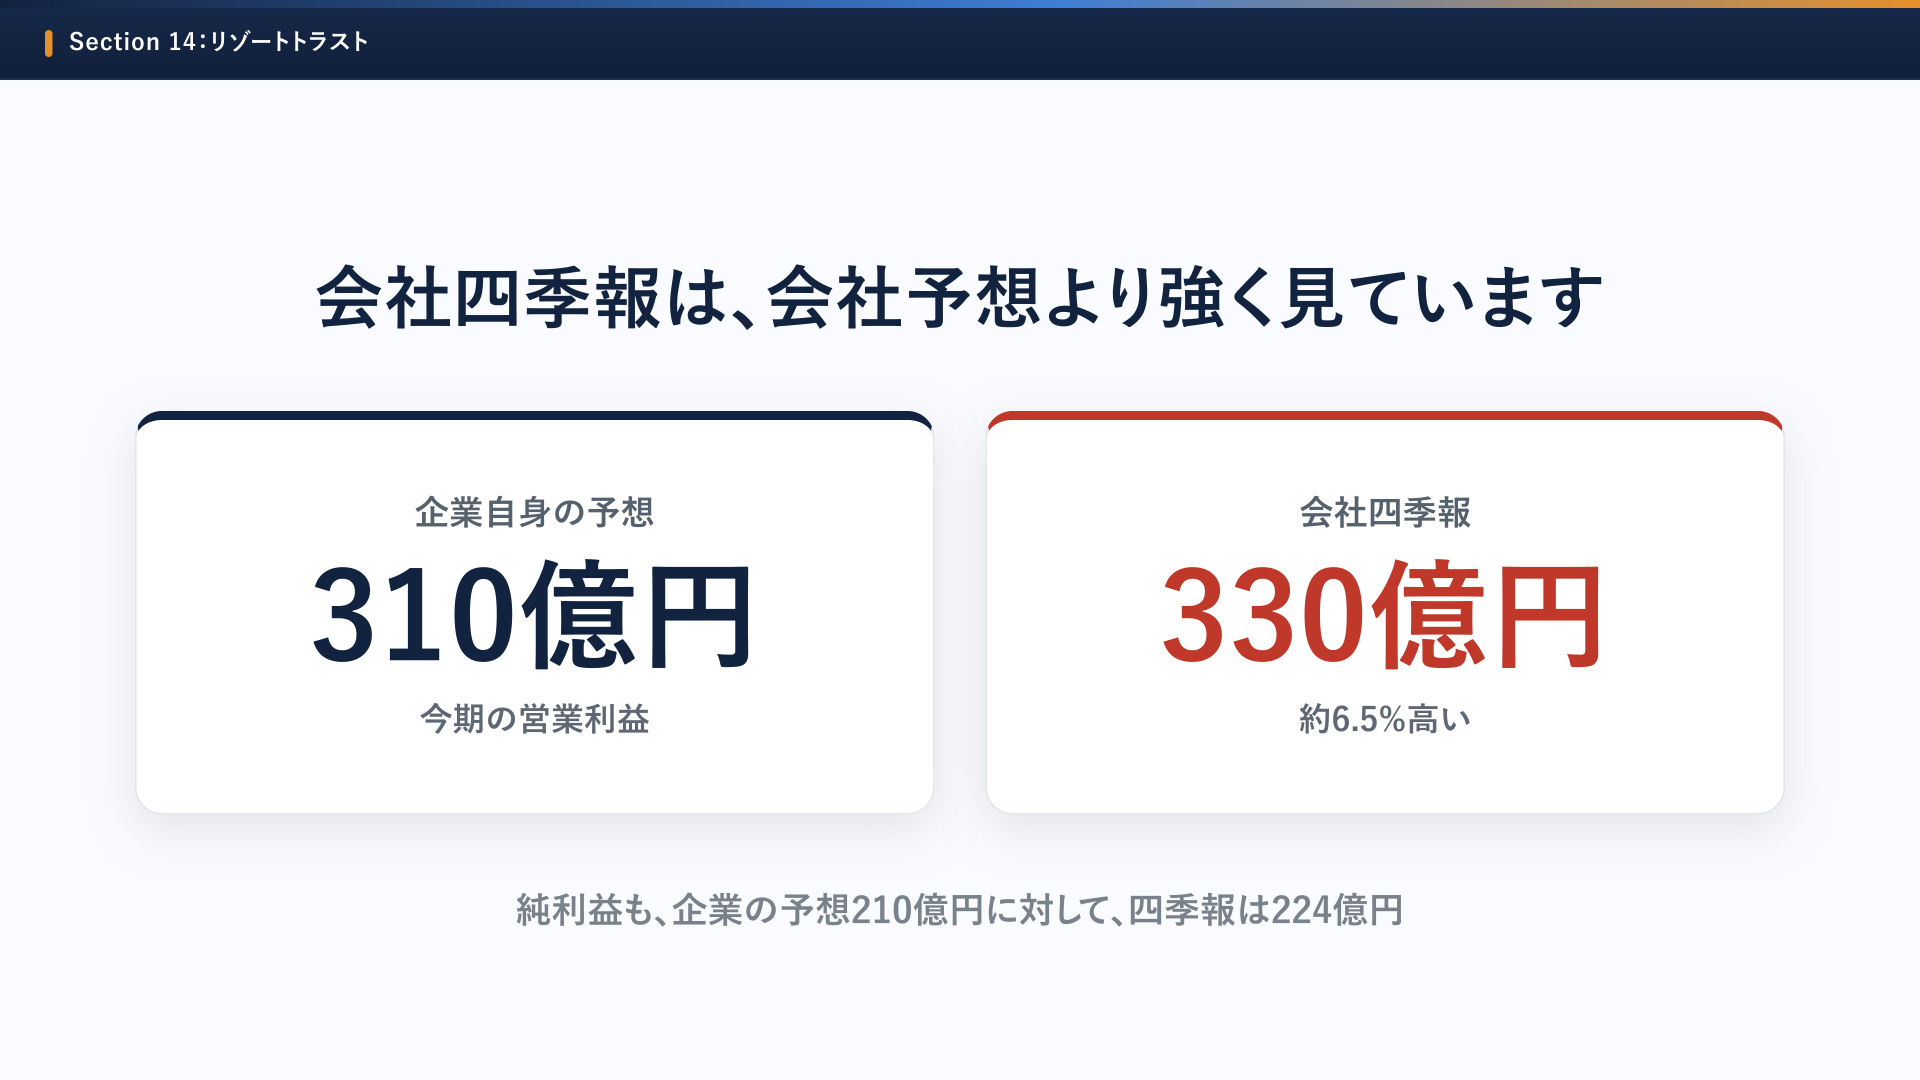 Section 14：リゾートトラスト
会社四季報は、会社予想より強く見ています
企業自身の予想
310億円
今期の営業利益
会社四季報
330億円
約6.5%高い
純利益も、企業の予想210億円に対して、四季報は224億円